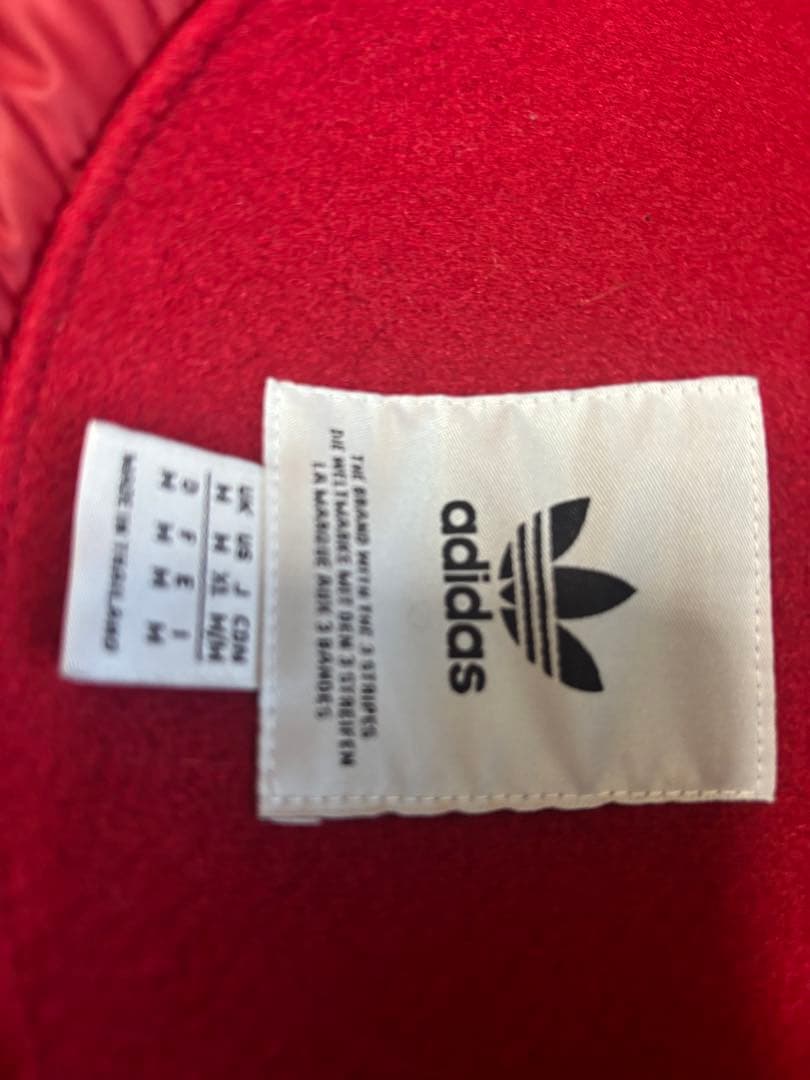 adidas
THE BRAND WITH THE 3 STRIPES
DIE WELTMARKE MIT DEN 3 STREIFEN
LA MARQUE AUX 3 BANDES
UK US J CDN
M M XL M/M
D F E I
M M M M
MADE IN THAILAND